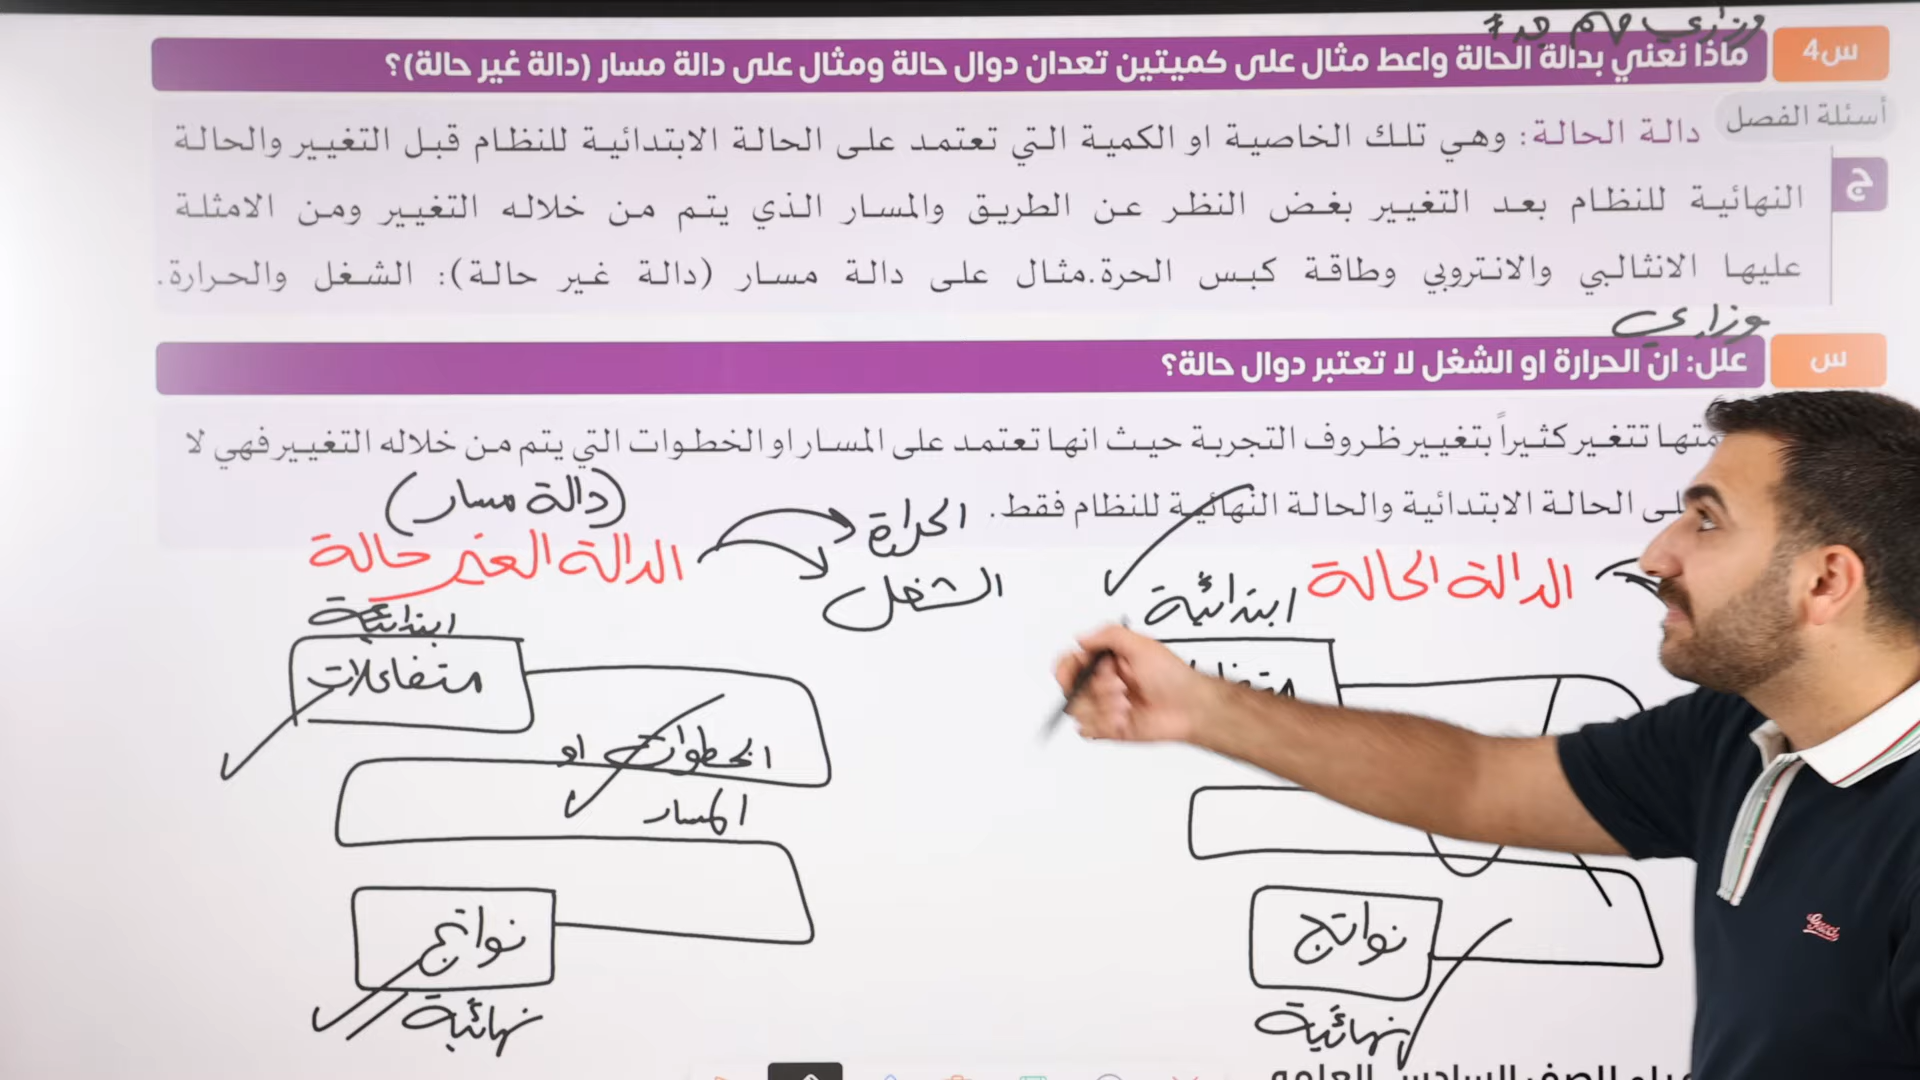 وزاري هام جداً
س4
ماذا نعني بدالة الحالة واعط مثال على كميتين تعدان دوال حالة ومثال على دالة مسار (دالة غير حالة)؟
أسئلة الفصل
ج
دالة الحالة: وهي تلك الخاصية او الكمية التي تعتمد على الحالة الابتدائية للنظام قبل التغيير والحالة
النهائية للنظام بعد التغيير بغض النظر عن الطريق والمسار الذي يتم من خلاله التغيير ومن الامثلة
عليها الانثالبي والانتروبي وطاقة كبس الحرة.مثال على دالة مسار (دالة غير حالة): الشغل والحرارة.
وزاري
س
علل: ان الحرارة او الشغل لا تعتبر دوال حالة؟
تتغير كثيراً بتغيير ظروف التجربة حيث انها تعتمد على المسار او الخطوات التي يتم من خلاله التغيير فهي لا
الحالة الابتدائية والحالة النهائية للنظام فقط.
الدالة الحالة
ابتدائية
نواتج
نهائية
(دالة مسار)
الدالة الغير حالة
الحرارة
الشغل
ابتدائية
متفاعلات
الخطوات او
المسار
نواتج
نهائية
للصف السادس العلمي